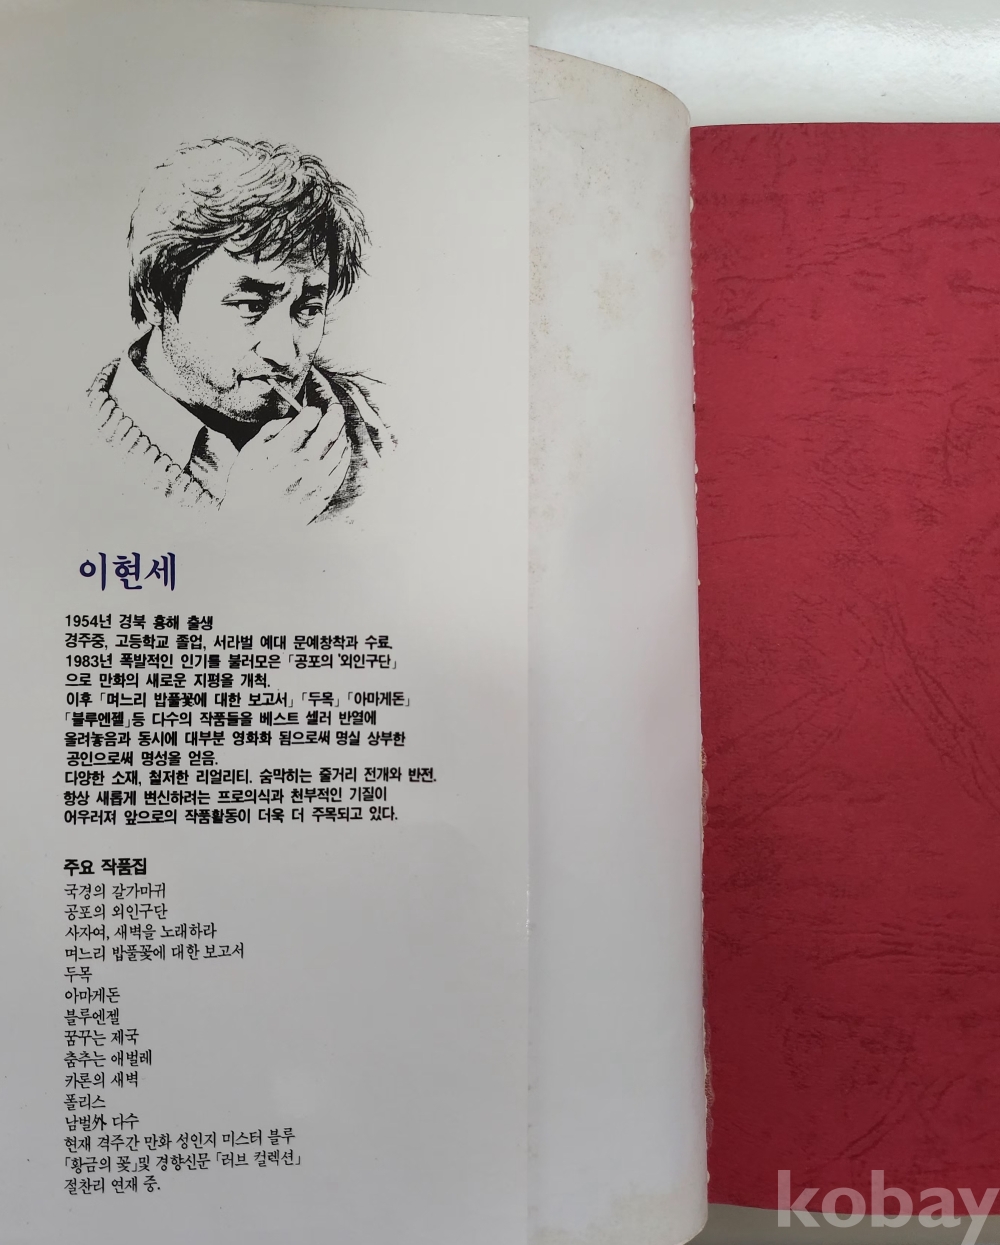 이현세
1954년 경북 흥해 출생
경주중, 고등학교 졸업, 서라벌 예대 문예창작과 수료.
1983년 폭발적인 인기를 불러모은 「공포의 외인구단」
으로 만화의 새로운 지평을 개척.
이후 「며느리 밥풀꽃에 대한 보고서」 「두목」 「아마게돈」
「블루엔젤」등 다수의 작품들을 베스트 셀러 반열에
올려놓음과 동시에 대부분 영화화 됨으로써 명실 상부한
공인으로써 명성을 얻음.
다양한 소재, 철저한 리얼리티. 숨막히는 줄거리 전개와 반전.
항상 새롭게 변신하려는 프로의식과 천부적인 기질이
어우러져 앞으로의 작품활동이 더욱 더 주목되고 있다.
주요 작품집
국경의 갈가마귀
공포의 외인구단
사자여, 새벽을 노래하라
며느리 밥풀꽃에 대한 보고서
두목
아마게돈
블루엔젤
꿈꾸는 제국
춤추는 애벌레
카론의 새벽
폴리스
남벌外 다수
현재 격주간 만화 성인지 미스터 블루
「황금의 꽃」및 경향신문 「러브 컬렉션」
절찬리 연재 중.
kobay